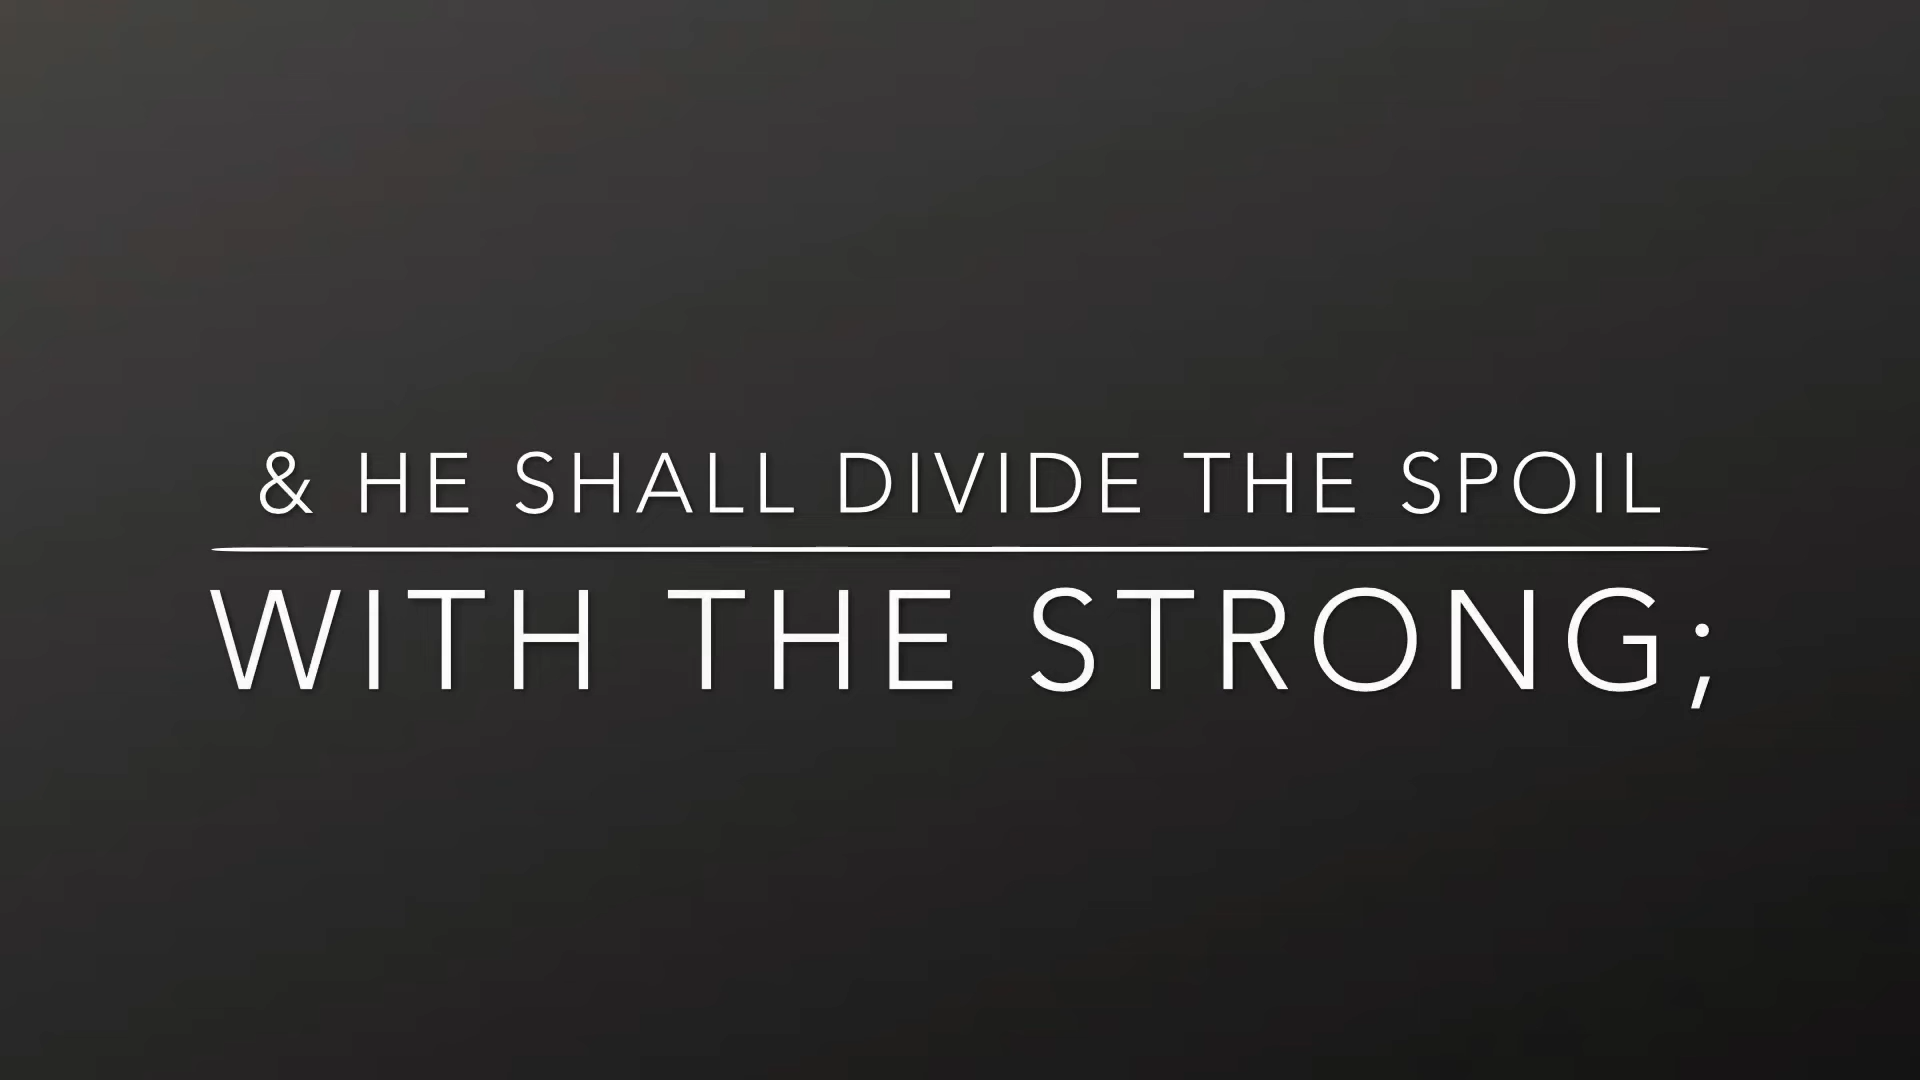 & HE SHALL DIVIDE THE SPOIL
WITH THE STRONG;